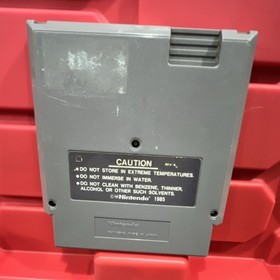 CAUTION
DO NOT STORE IN EXTREME TEMPERATURES.
DO NOT IMMERSE IN WATER.
DO NOT CLEAN WITH BENZENE, THINNER,
ALCOHOL OR OTHER SUCH SOLVENTS.
©Nintendo 1985
Nintendo